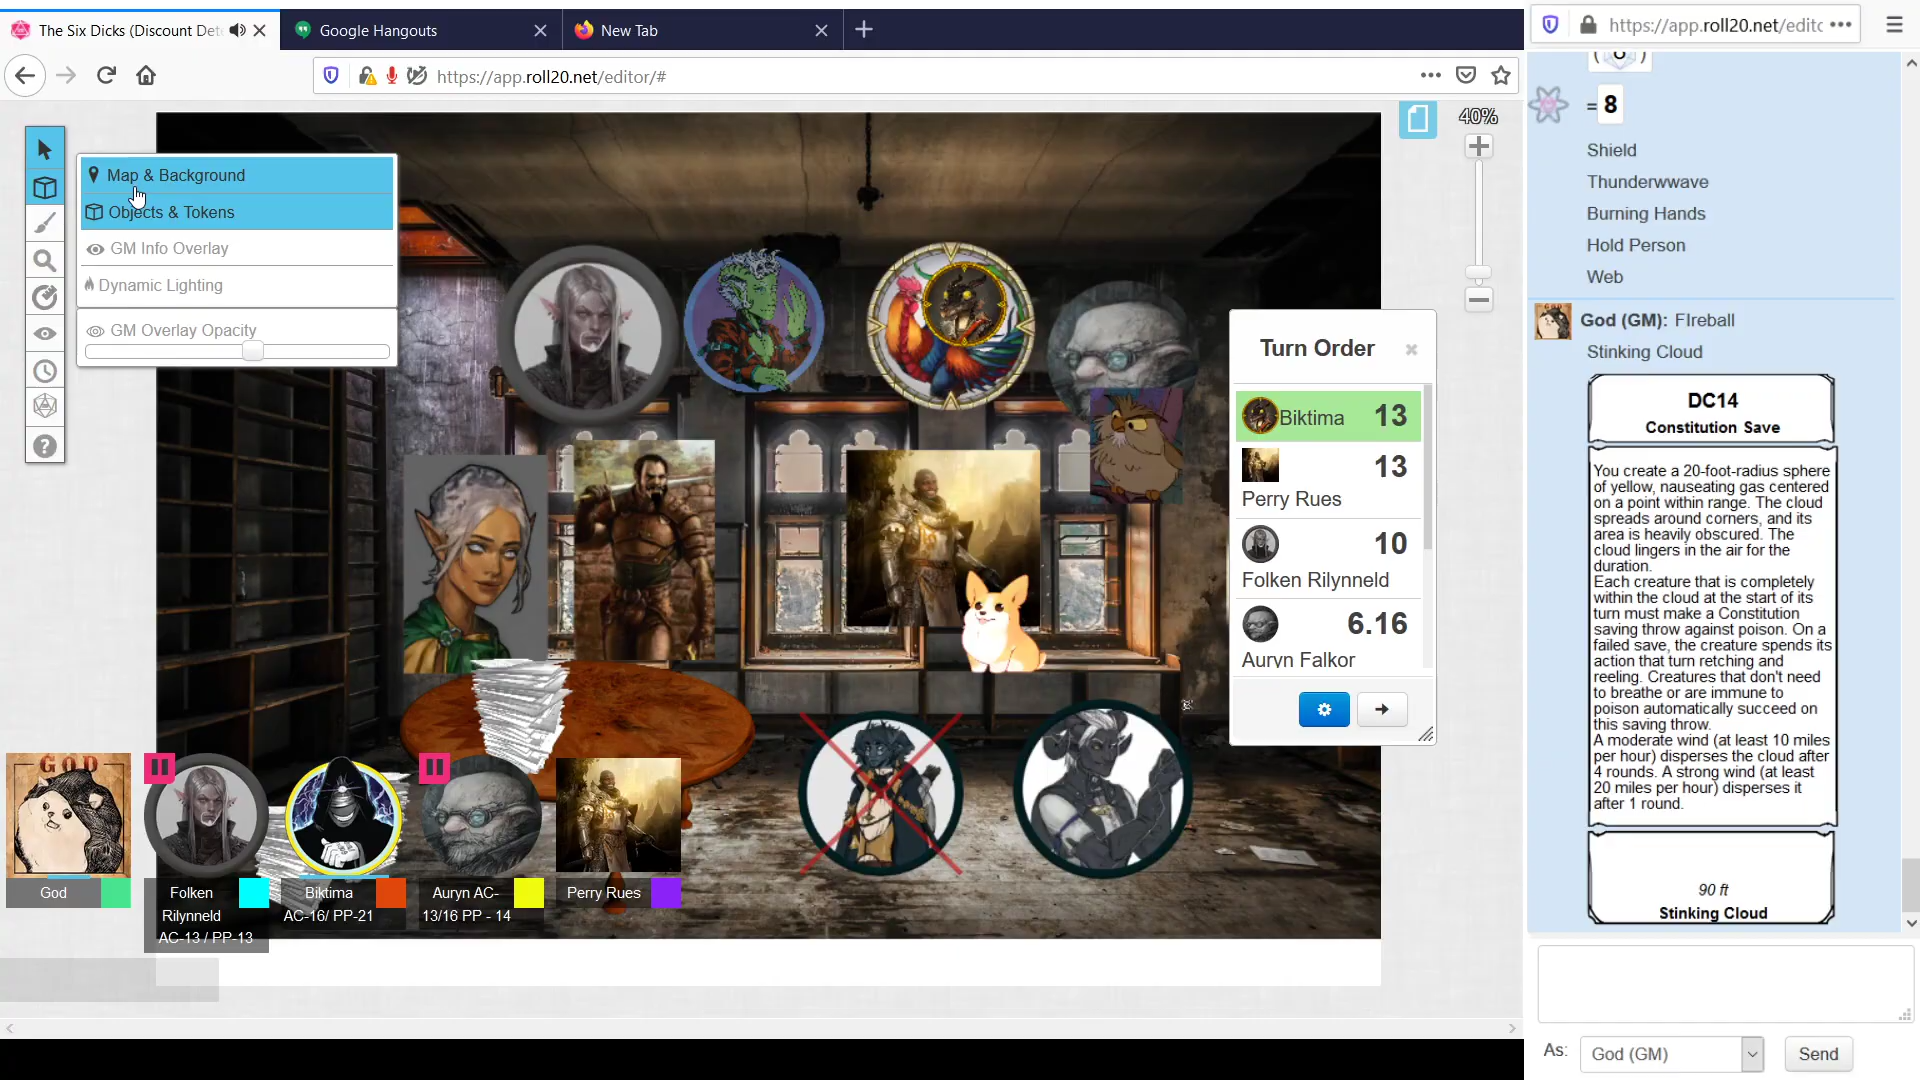 The Six Dicks (Discount Det
Google Hangouts
New Tab
https://app.roll20.net/editor/#
https://app.roll20.net/editc
40%
Map & Background
Objects & Tokens
GM Info Overlay
Dynamic Lighting
GM Overlay Opacity
Turn Order
Biktima 13
13
Perry Rues
10
Folken Rilynneld
6.16
Auryn Falkor
GOD
God
Folken
Rilynneld
AC-13 / PP-13
Biktima
AC-16/ PP-21
Auryn AC-
13/16 PP - 14
Perry Rues
=8
Shield
Thunderwwave
Burning Hands
Hold Person
Web
God (GM): FIreball
Stinking Cloud
DC14
Constitution Save
You create a 20-foot-radius sphere
of yellow, nauseating gas centered
on a point within range. The cloud
spreads around corners, and its
area is heavily obscured. The
cloud lingers in the air for the
duration.
Each creature that is completely
within the cloud at the start of its
turn must make a Constitution
saving throw against poison. On a
failed save, the creature spends its
action that turn retching and
reeling. Creatures that don't need
to breathe or are immune to
poison automatically succeed on
this saving throw.
A moderate wind (at least 10 miles
per hour) disperses the cloud after
4 rounds. A strong wind (at least
20 miles per hour) disperses it
after 1 round.
90 ft
Stinking Cloud
As:
God (GM)
Send